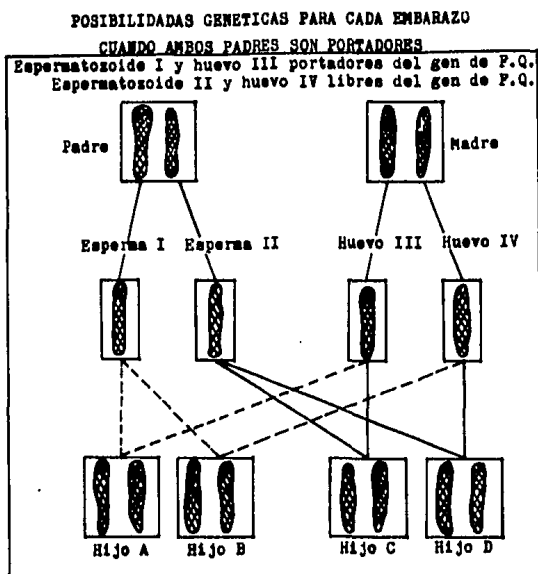 POSIBILIDADAS GENETICAS PARA CADA EMBARAZO
CUANDO AMBOS PADRES SON PORTADORES
Espermatozoide I y huevo III portadores del gen de F.Q.
Espermatozoide II y huevo IV libres del gen de F.Q.
Padre Madre
Esperma I Esperma II Huevo III Huevo IV
Hijo A Hijo B Hijo C Hijo D